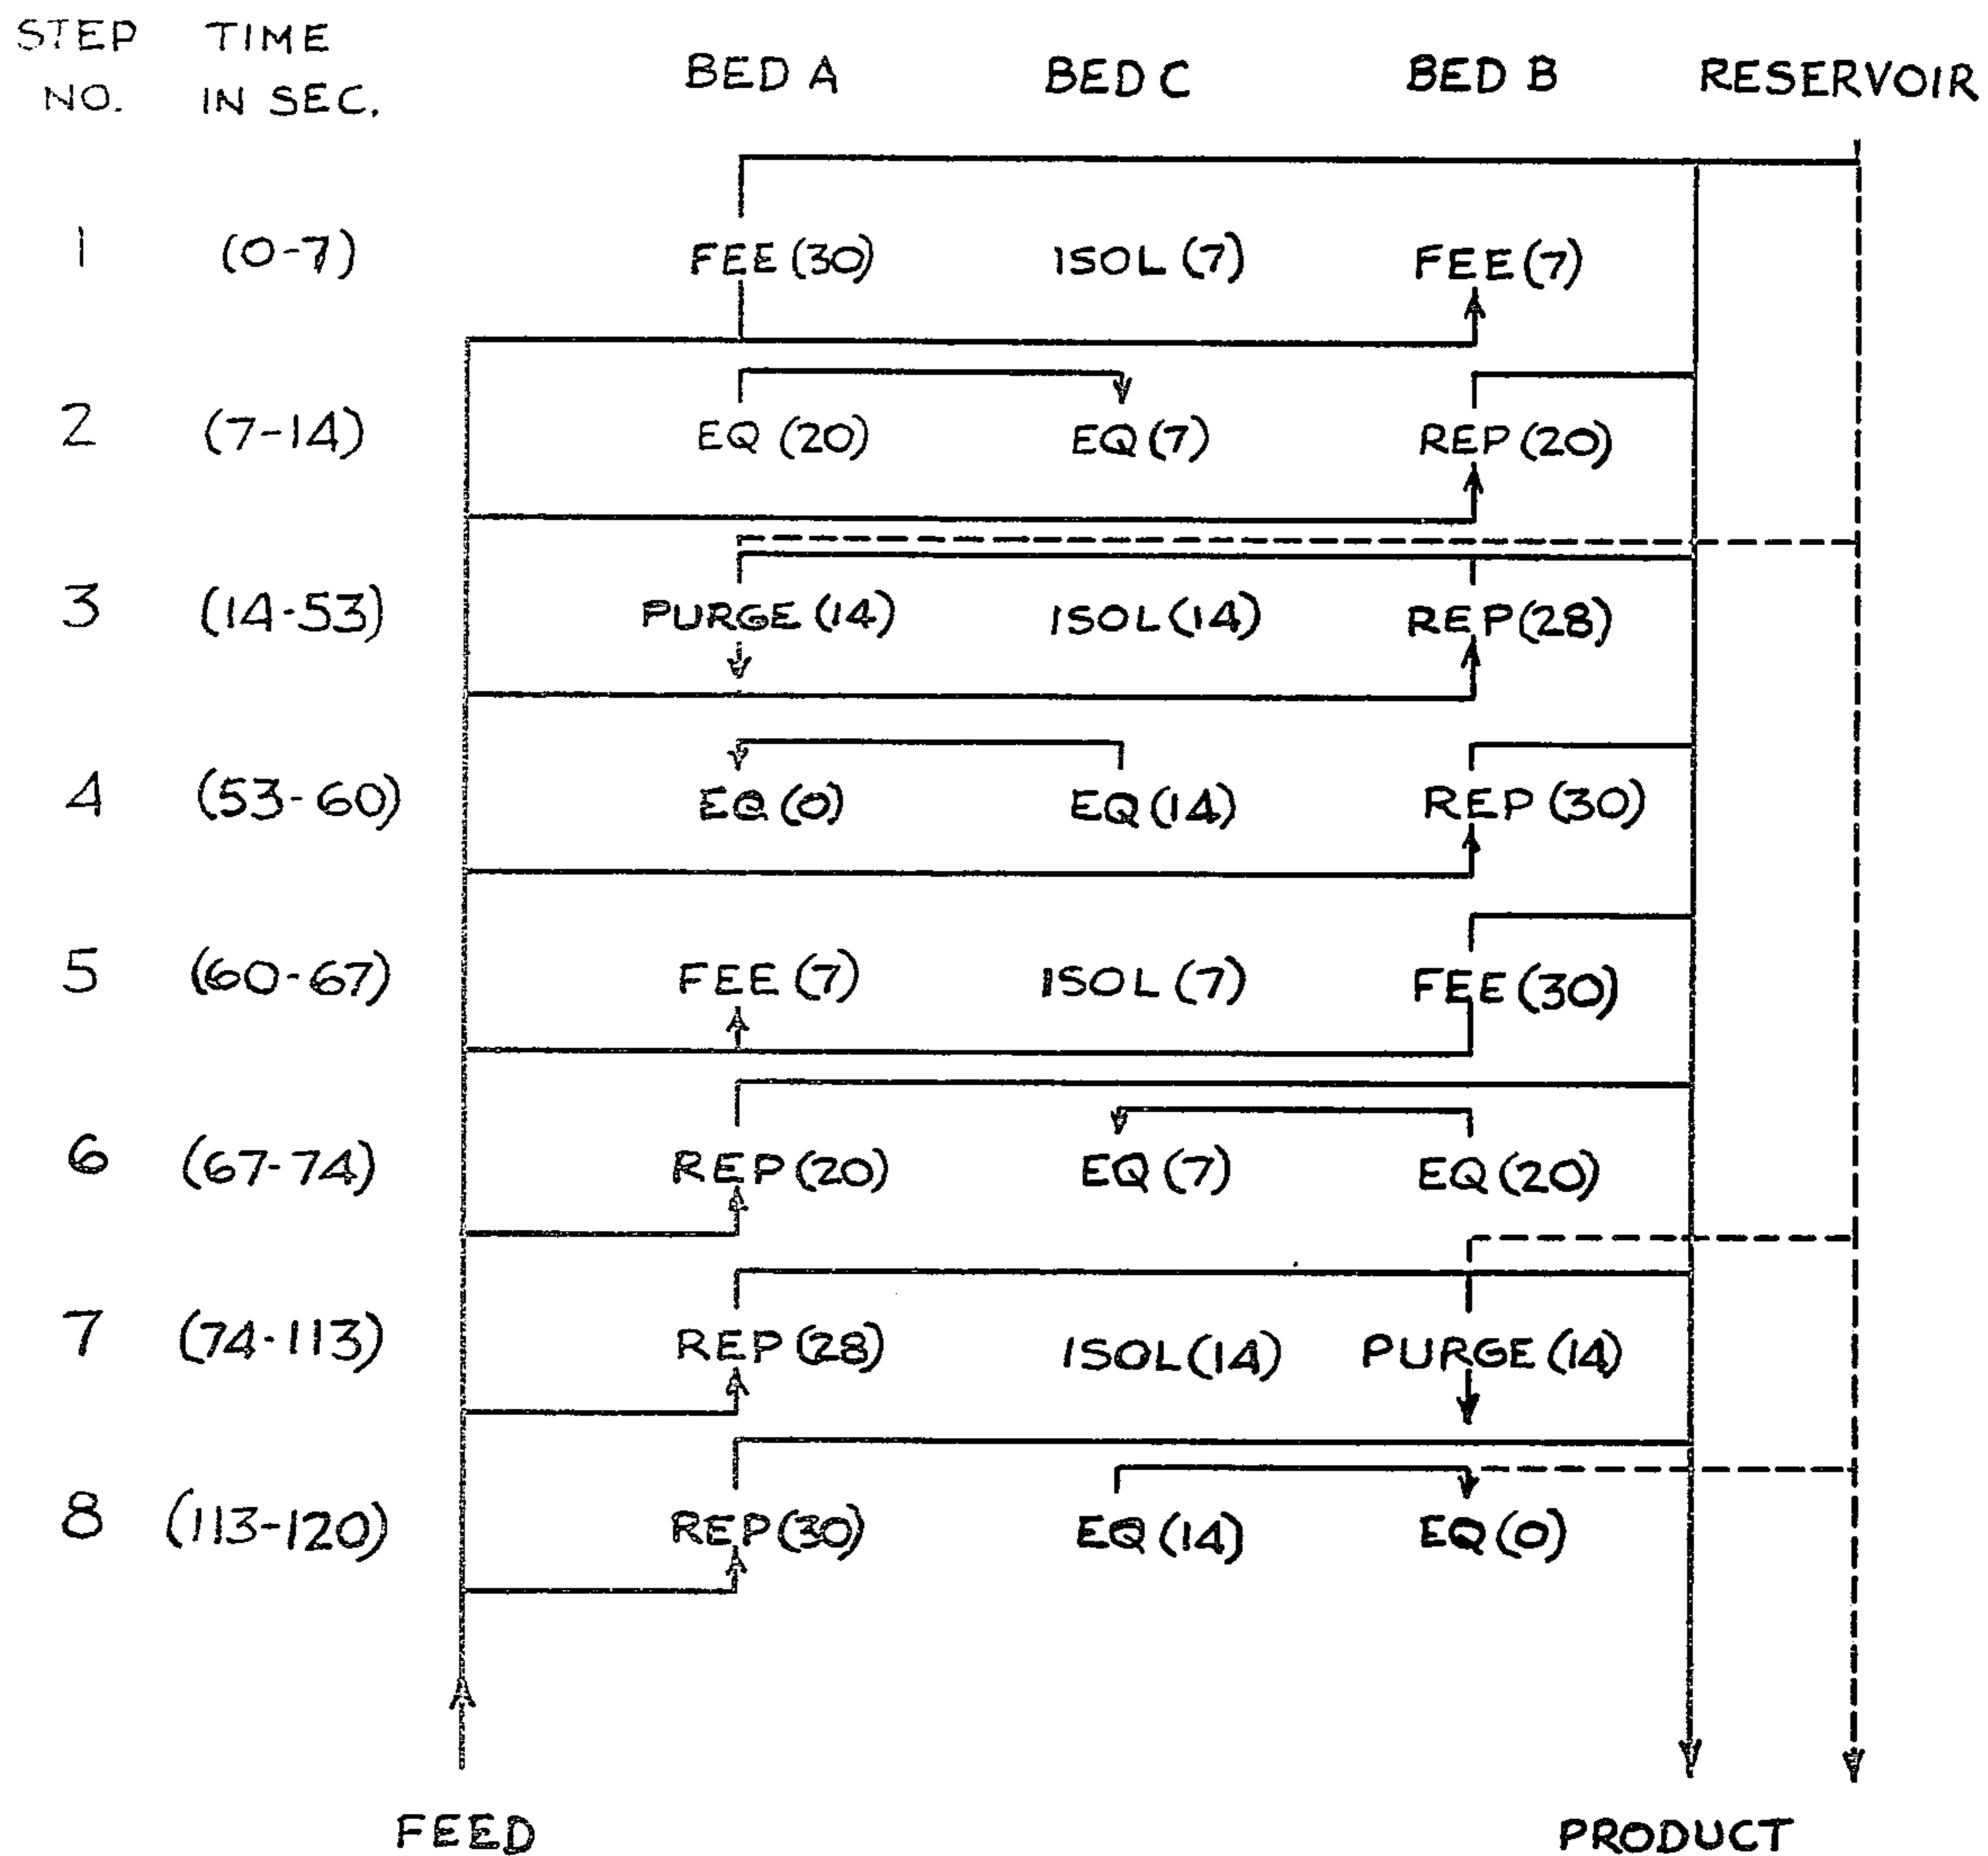 STEP TIME
NO. IN SEC.
BED A BED C BED B RESERVOIR
1 (0-7) FEE (30) ISOL (7) FEE (7)
2 (7-14) EQ (20) EQ (7) REP (20)
3 (14-53) PURGE (14) ISOL (14) REP (28)
4 (53-60) EQ (0) EQ (14) REP (30)
5 (60-67) FEE (7) ISOL (7) FEE (30)
6 (67-74) REP (20) EQ (7) EQ (20)
7 (74-113) REP (28) ISOL (14) PURGE (14)
8 (113-120) REP (30) EQ (14) EQ (0)
FEED PRODUCT